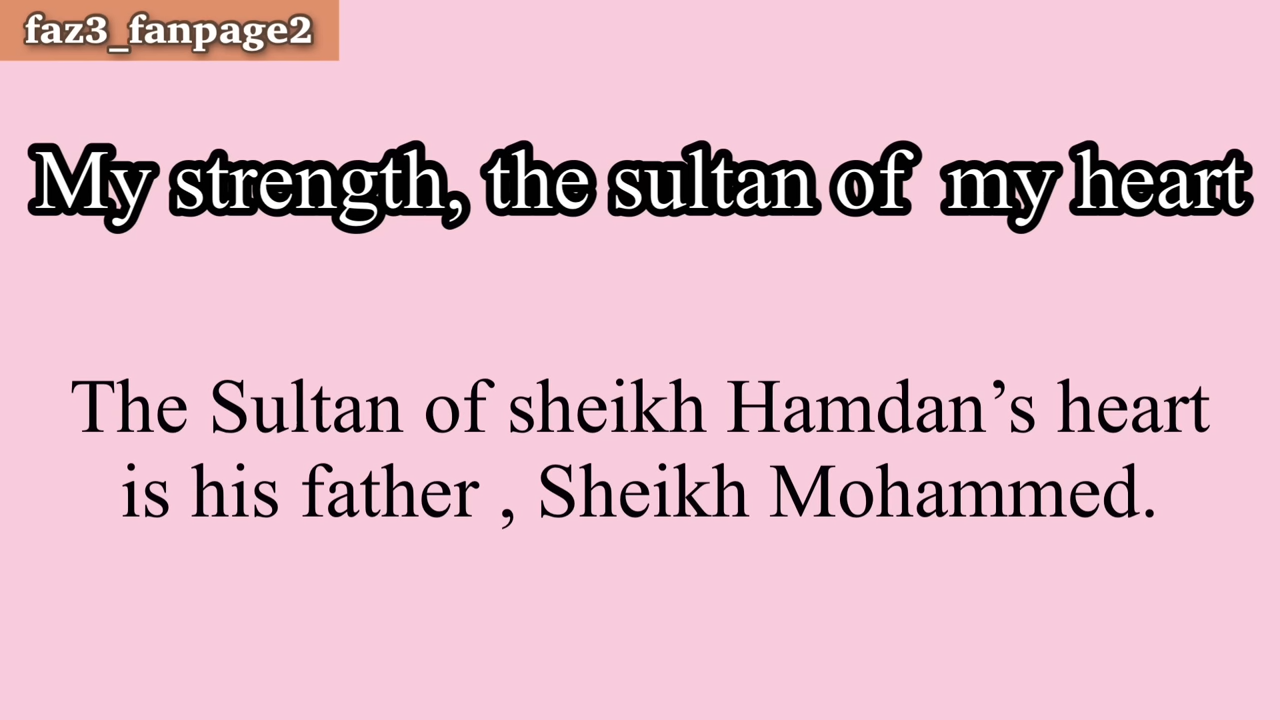 faz3_fanpage2
My strength, the sultan of my heart
The Sultan of sheikh Hamdan’s heart
is his father , Sheikh Mohammed.